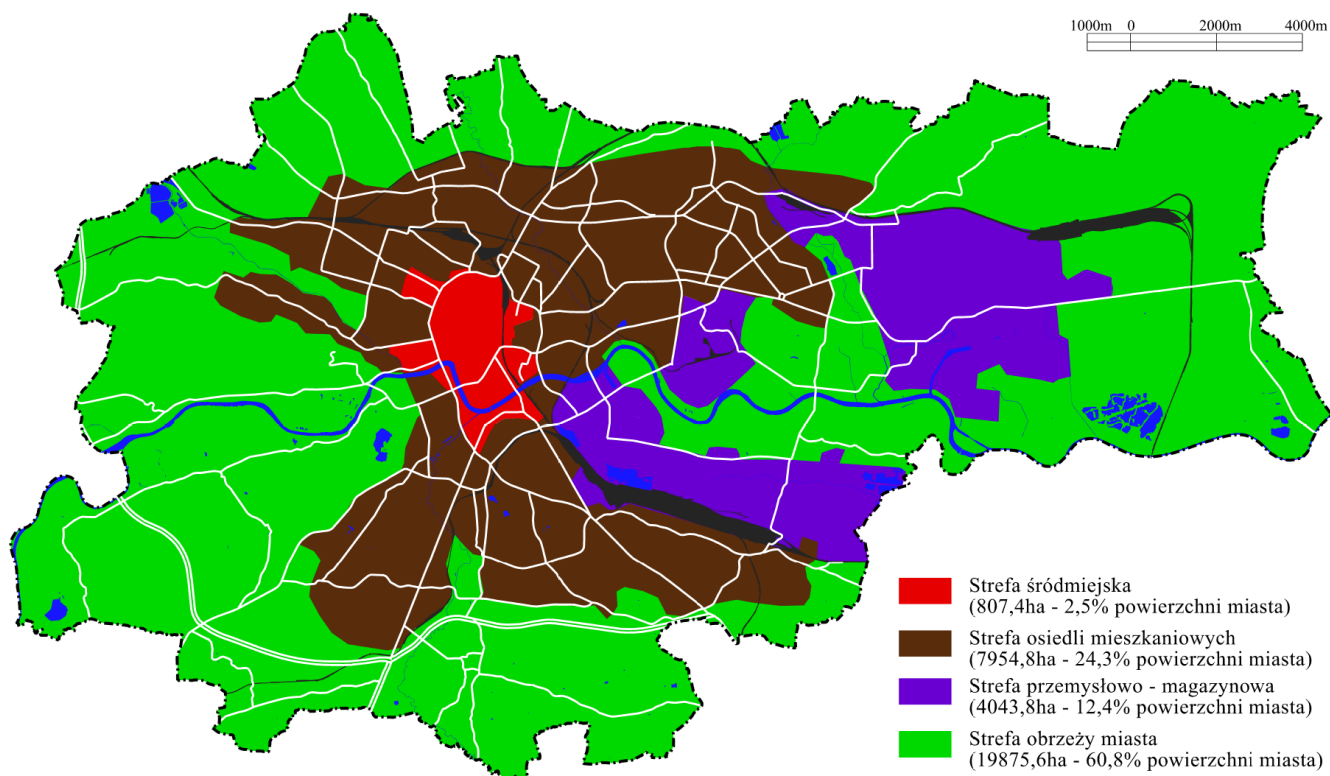 1000m 0 2000m 4000m
Strefa śródmiejska
(807,4ha - 2,5% powierzchni miasta)
Strefa osiedli mieszkaniowych
(7954,8ha - 24,3% powierzchni miasta)
Strefa przemysłowo - magazynowa
(4043,8ha - 12,4% powierzchni miasta)
Strefa obrzeży miasta
(19875,6ha - 60,8% powierzchni miasta)